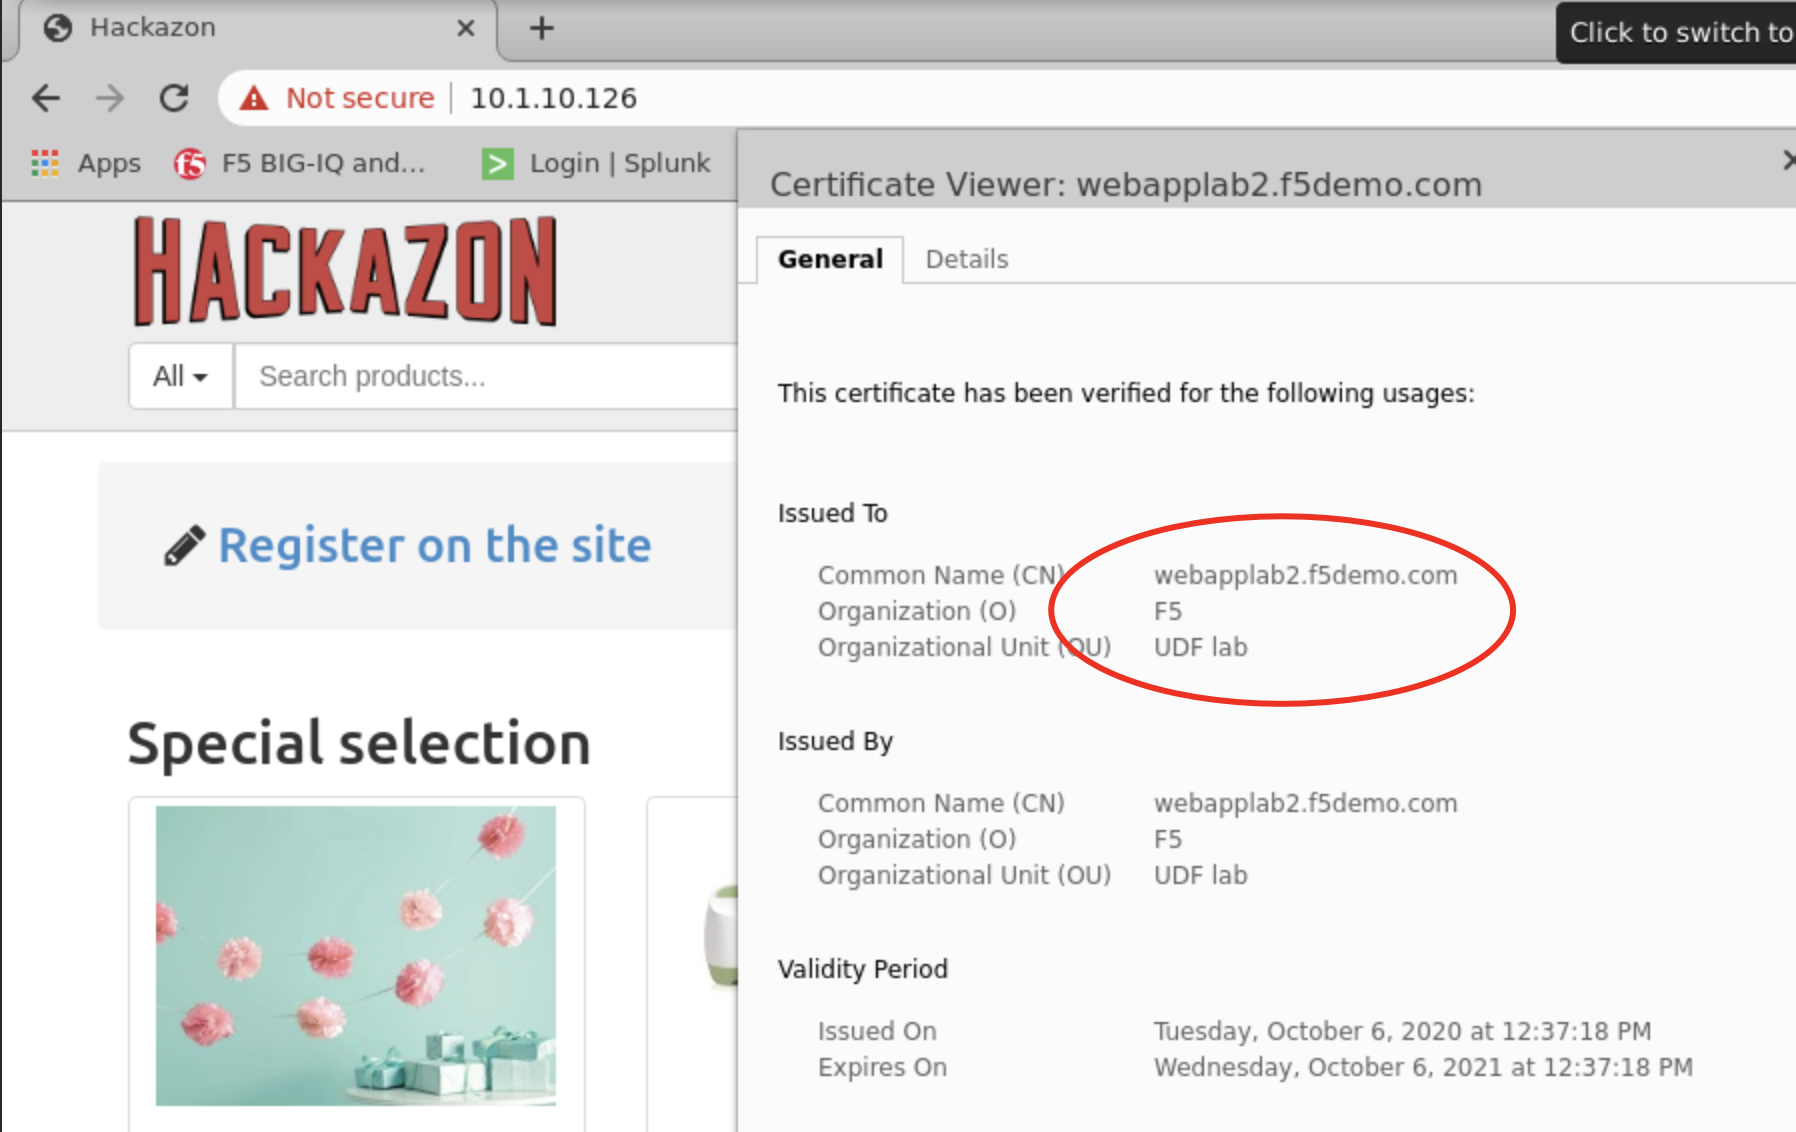 Hackazon
Click to switch to
Not secure 10.1.10.126
Apps F5 BIG-IQ and... Login | Splunk
f5
HACKAZON
All Search products...
Register on the site
Special selection
Certificate Viewer: webapplab2.f5demo.com
General Details
This certificate has been verified for the following usages:
Issued To
Common Name (CN) webapplab2.f5demo.com
Organization (O) F5
Organizational Unit (OU) UDF lab
Issued By
Common Name (CN) webapplab2.f5demo.com
Organization (O) F5
Organizational Unit (OU) UDF lab
Validity Period
Issued On Tuesday, October 6, 2020 at 12:37:18 PM
Expires On Wednesday, October 6, 2021 at 12:37:18 PM